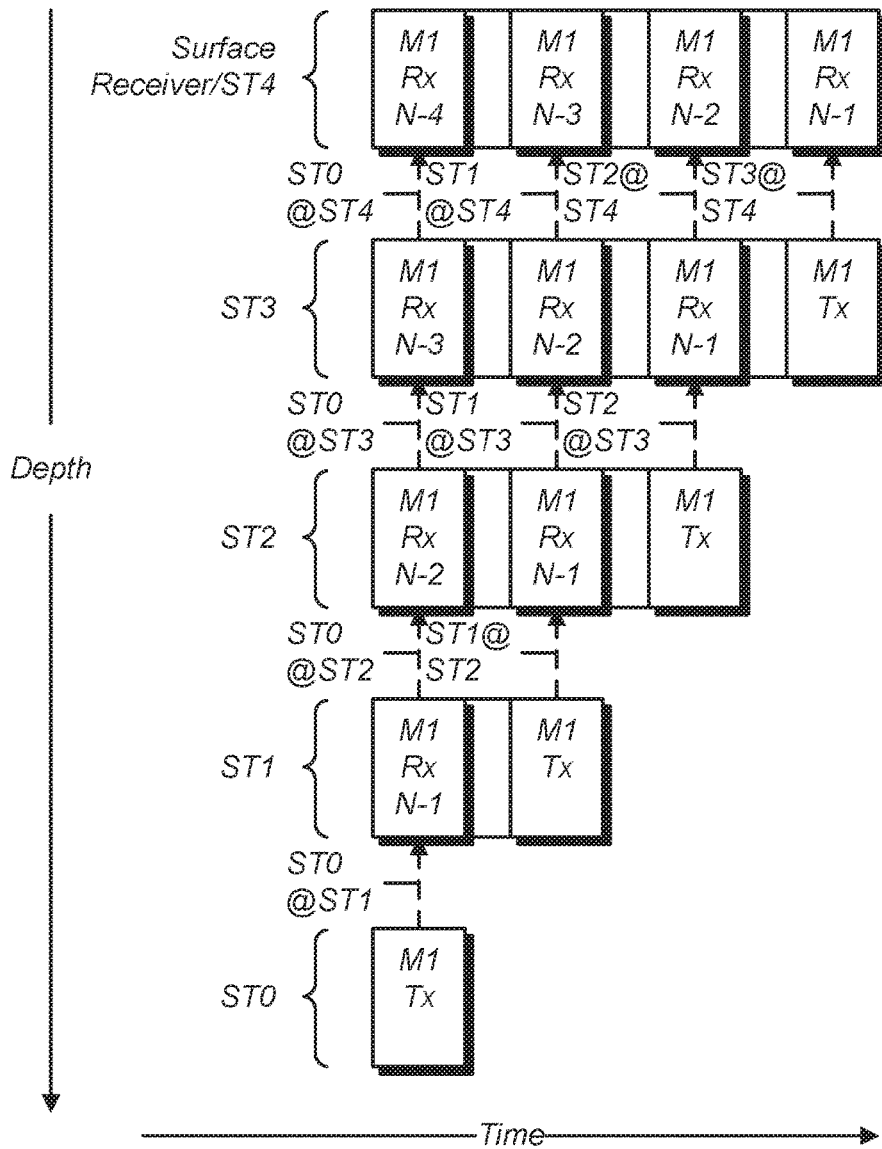 Surface
Receiver/ST4
M1
Rx
N-4
M1
Rx
N-3
M1
Rx
N-2
M1
Rx
N-1
ST0
@ST4
ST1
@ST4
ST2@
ST4
ST3@
ST4
ST3
M1
Rx
N-3
M1
Rx
N-2
M1
Rx
N-1
M1
Tx
ST0
@ST3
ST1
@ST3
ST2
@ST3
Depth
ST2
M1
Rx
N-2
M1
Rx
N-1
M1
Tx
ST0
@ST2
ST1@
ST2
ST1
M1
Rx
N-1
M1
Tx
ST0
@ST1
ST0
M1
Tx
Time